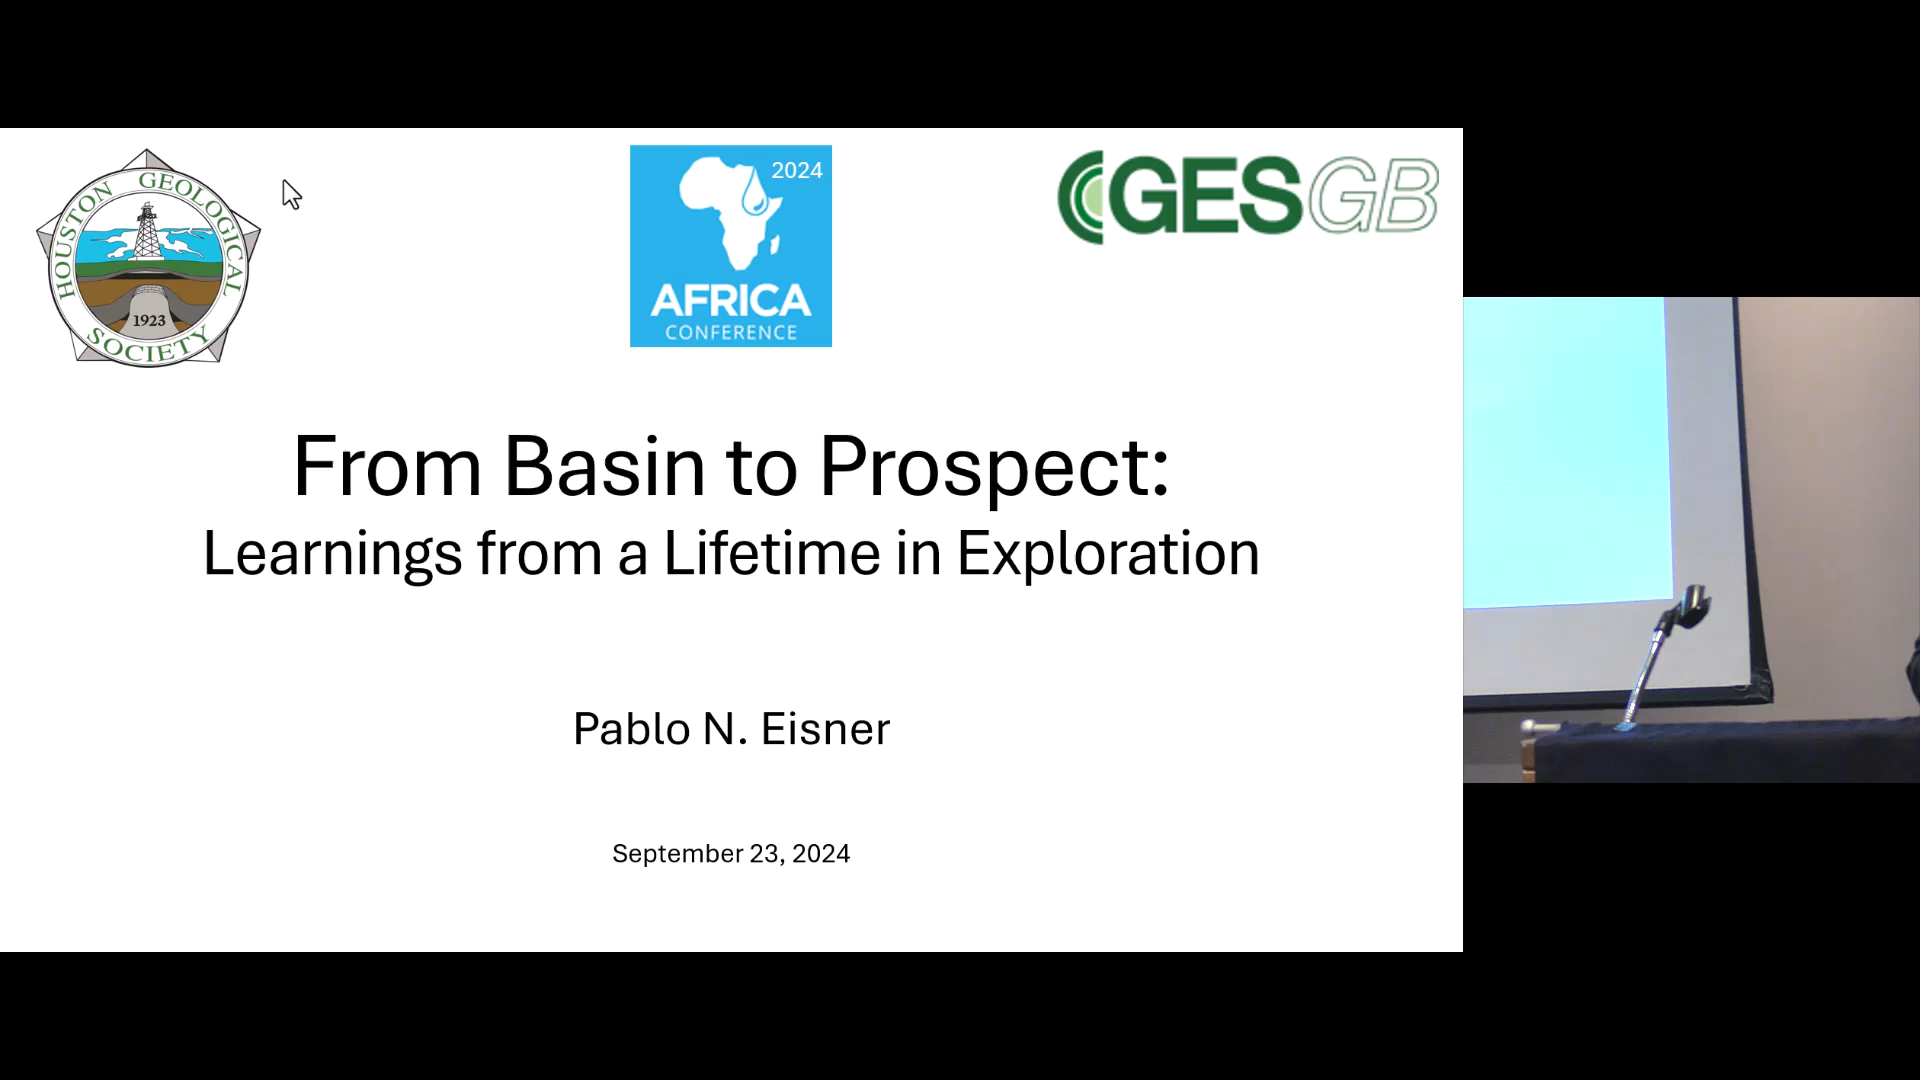 HOUSTON GEOLOGICAL SOCIETY
1923
2024
AFRICA
CONFERENCE
GESGB
From Basin to Prospect:
Learnings from a Lifetime in Exploration
Pablo N. Eisner
September 23, 2024